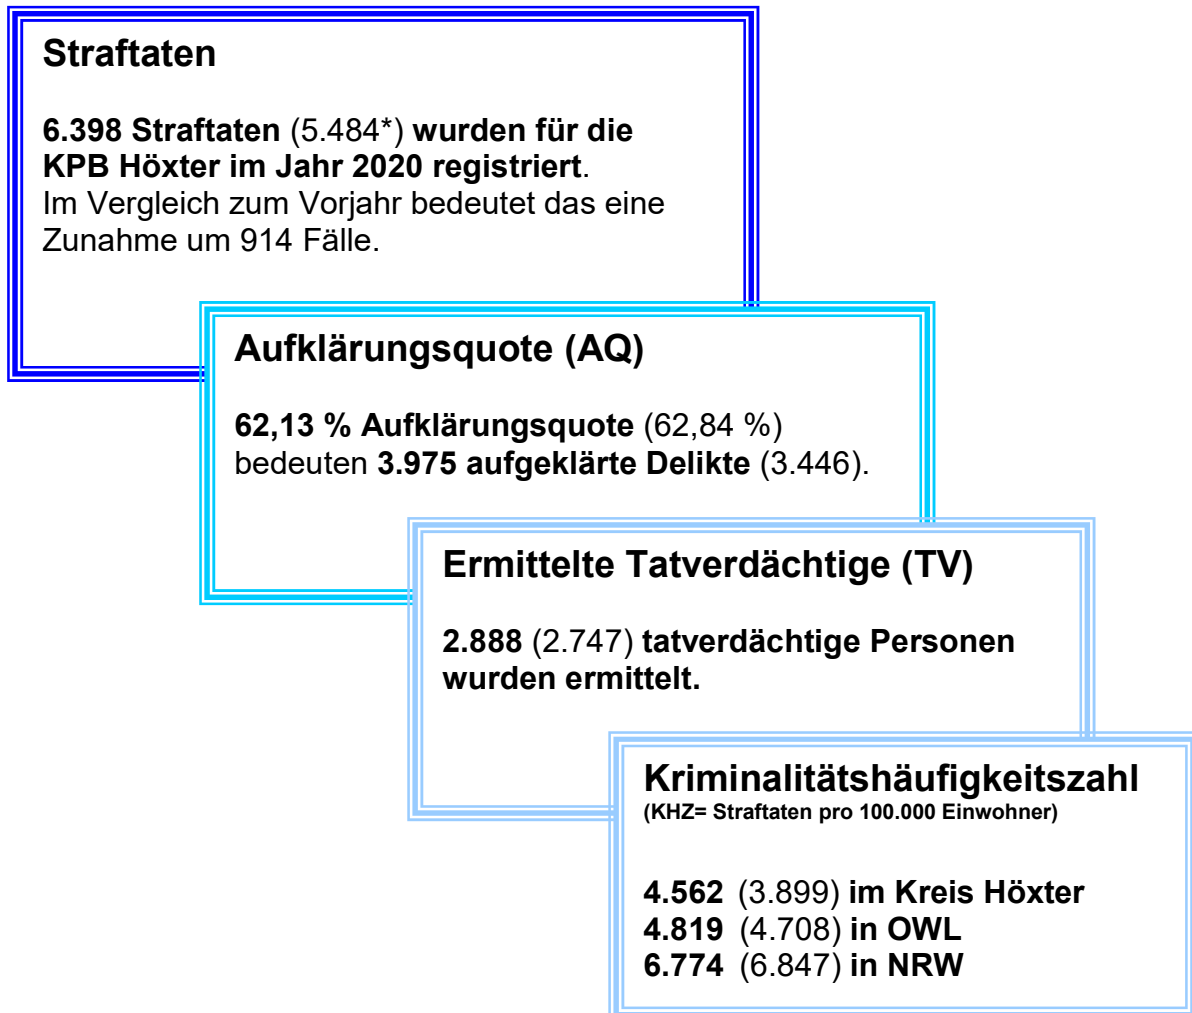 Straftaten
6.398 Straftaten (5.484*) wurden für die
KPB Höxter im Jahr 2020 registriert.
Im Vergleich zum Vorjahr bedeutet das eine
Zunahme um 914 Fälle.
Aufklärungsquote (AQ)
62,13 % Aufklärungsquote (62,84 %)
bedeuten 3.975 aufgeklärte Delikte (3.446).
Ermittelte Tatverdächtige (TV)
2.888 (2.747) tatverdächtige Personen
wurden ermittelt.
Kriminalitätshäufigkeitszahl
(KHZ= Straftaten pro 100.000 Einwohner)
4.562 (3.899) im Kreis Höxter
4.819 (4.708) in OWL
6.774 (6.847) in NRW